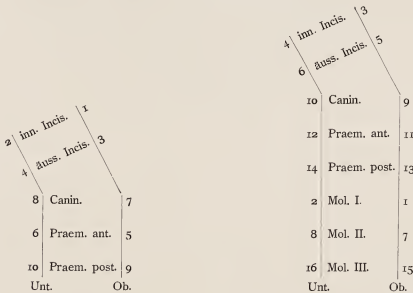 2 inn. Incis. 1
4 äuss. Incis. 3
8 Canin. 7
6 Praem. ant. 5
10 Praem. post. 9
Unt. Ob.
4 inn. Incis. 3
6 äuss. Incis. 5
10 Canin. 9
12 Praem. ant. 11
14 Praem. post. 13
2 Mol. I. 1
8 Mol. II. 7
16 Mol. III. 15
Unt. Ob.